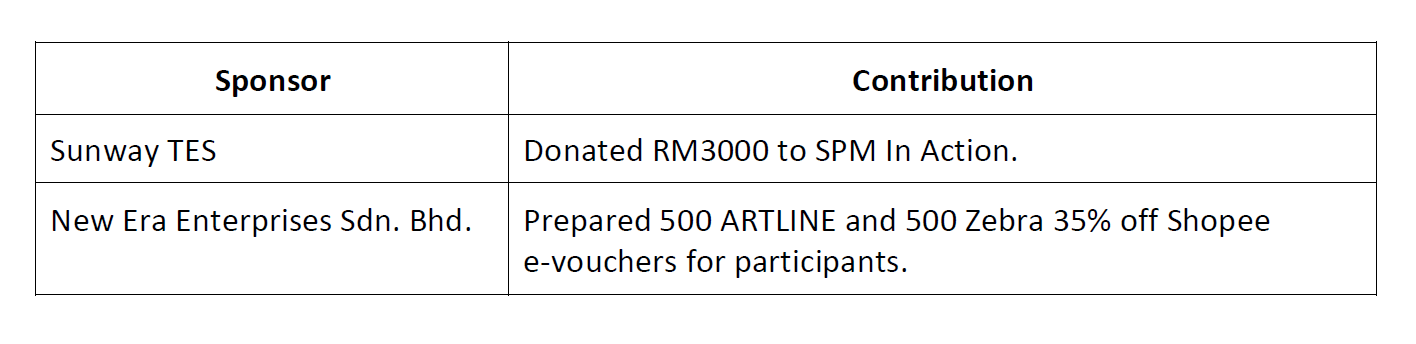 Sponsor
Contribution
Sunway TES
Donated RM3000 to SPM In Action.
New Era Enterprises Sdn. Bhd.
Prepared 500 ARTLINE and 500 Zebra 35% off Shopee
e-vouchers for participants.